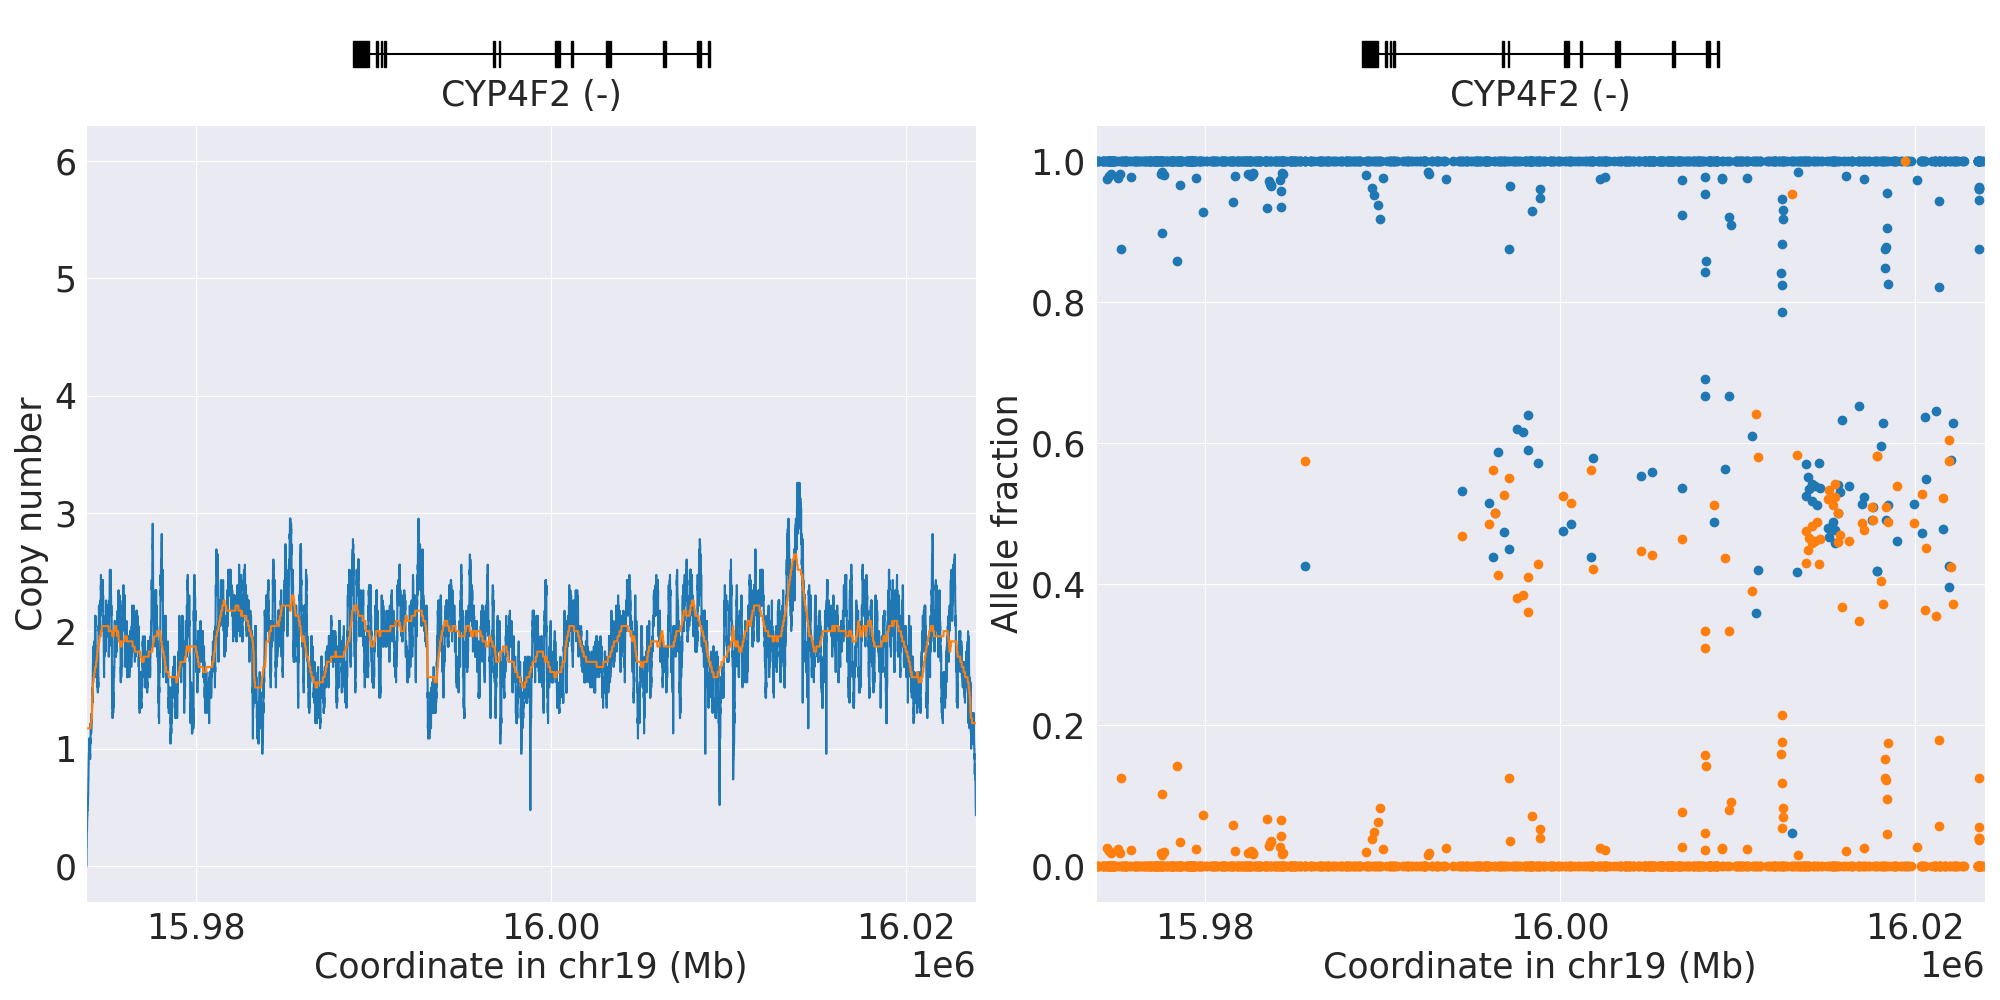 CYP4F2 (-)
Copy number
6
5
4
3
2
1
0
15.98
16.00
16.02
Coordinate in chr19 (Mb)
1e6
CYP4F2 (-)
Allele fraction
1.0
0.8
0.6
0.4
0.2
0.0
15.98
16.00
16.02
Coordinate in chr19 (Mb)
1e6